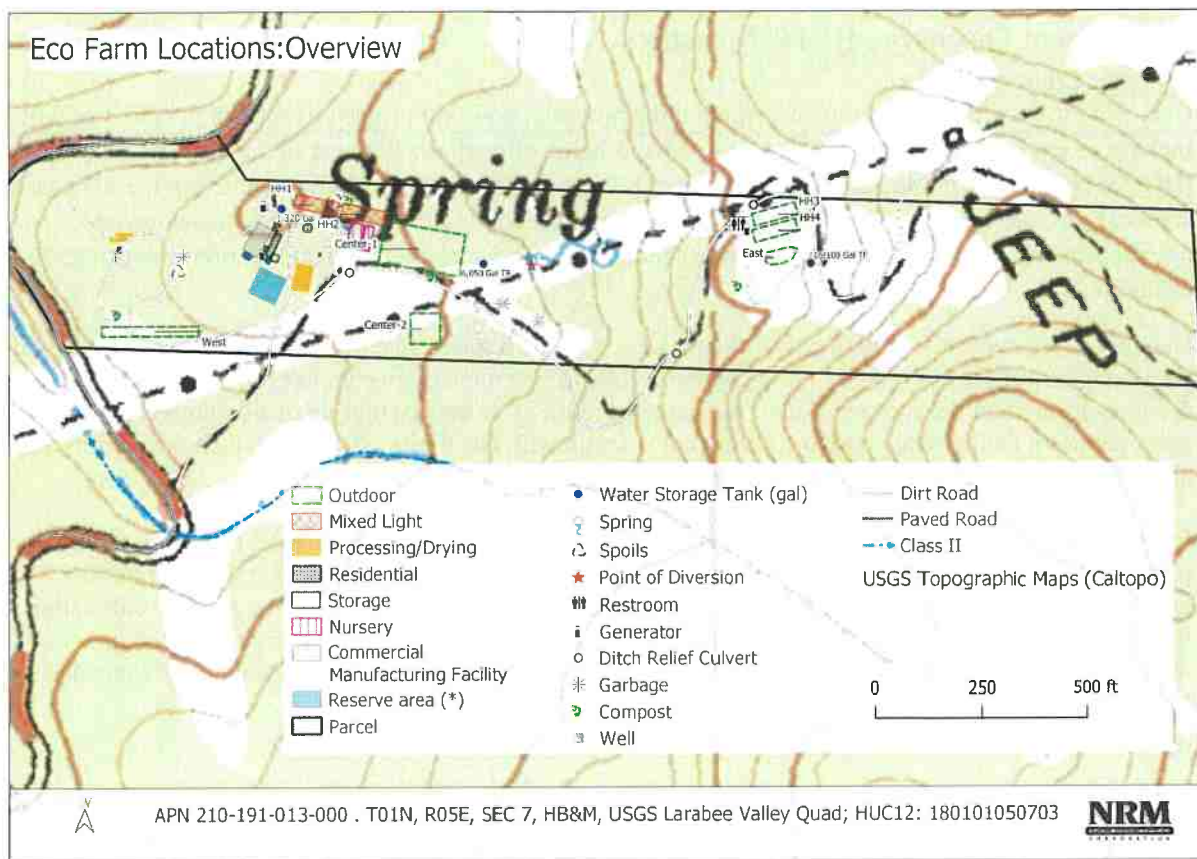 Eco Farm Locations:Overview
Spring
JEEP
HH1
HH2
Center-1
HH3
HH4
East
Center-2
West
Outdoor
Mixed Light
Processing/Drying
Residential
Storage
Nursery
Commercial
Manufacturing Facility
Reserve area (*)
Parcel
Water Storage Tank (gal)
Spring
Spoils
Point of Diversion
Restroom
Generator
Ditch Relief Culvert
Garbage
Compost
Well
Dirt Road
Paved Road
Class II
USGS Topographic Maps (Caltopo)
0 250 500 ft
N
APN 210-191-013-000 . T01N, R05E, SEC 7, HB&M, USGS Larabee Valley Quad; HUC12: 180101050703
NRM
CORPORATION